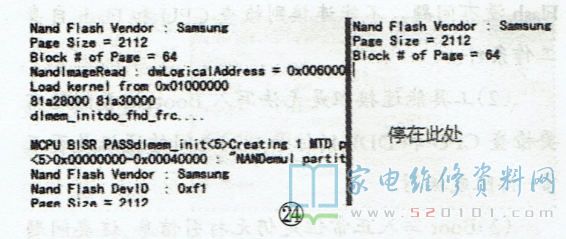 Nand Flash Vendor : Samsung
Page Size = 2112
Block # of Page = 64
NandImageRead : dwLogicalAddress = 0x006000
Load kernel from 0x01000000
81a28000 81a30000
dlmem_initdo_fhd_frc....
MCPU BISR PASSdlmem_init<5>Creating 1 MTD p
<5>0x00000000-0x00040000 : "NANDemul partit
Nand Flash Vendor : Samsung
Nand Flash DevID : 0xf1
Page Size = 2112
Nand Flash Vendor : Samsung
Page Size = 2112
Block # of Page = 64
停在此处
㉔
家电维修资料网
www.520101.com